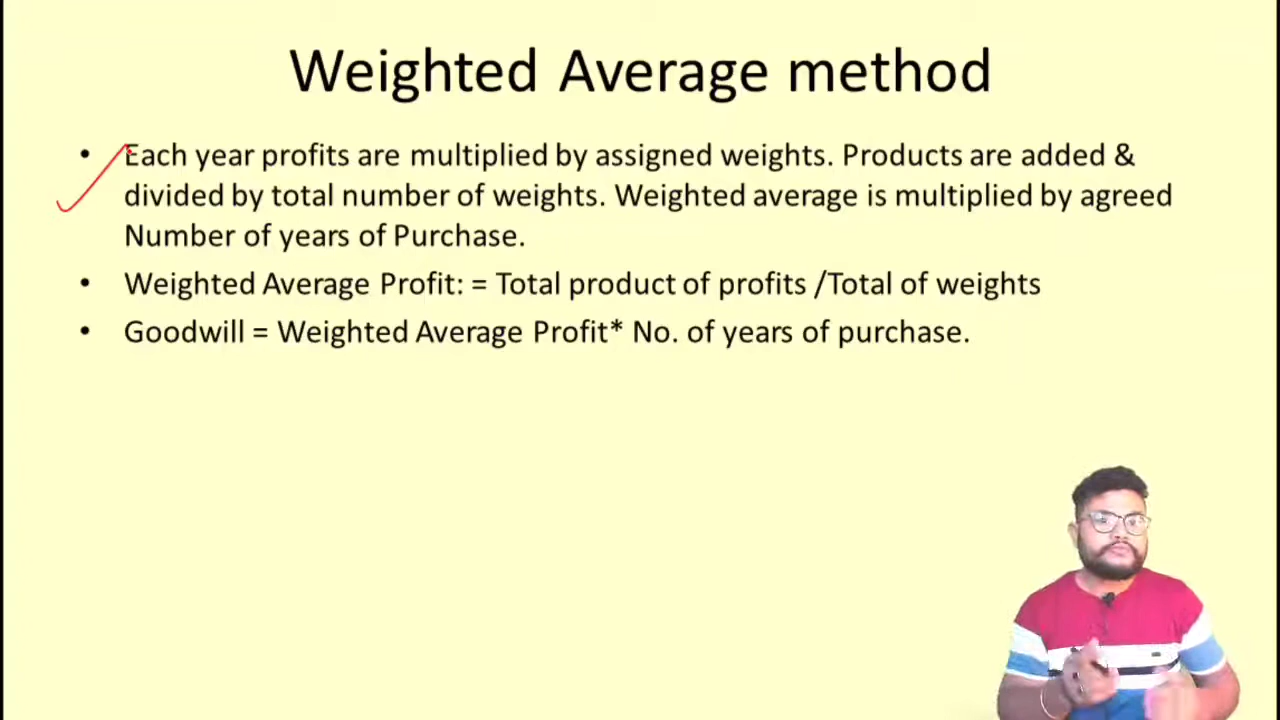 Weighted Average method
• Each year profits are multiplied by assigned weights. Products are added &
divided by total number of weights. Weighted average is multiplied by agreed
Number of years of Purchase.
• Weighted Average Profit: = Total product of profits /Total of weights
• Goodwill = Weighted Average Profit* No. of years of purchase.